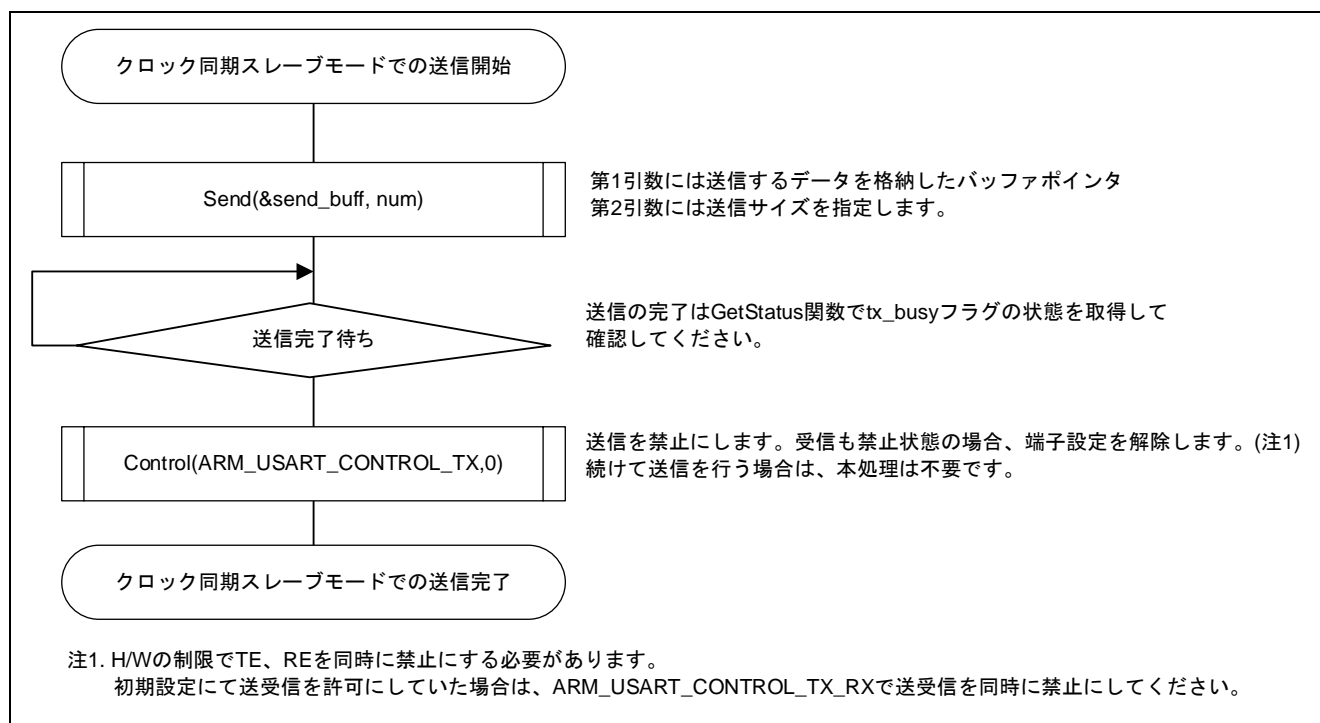 クロック同期スレーブモードでの送信開始
Send(&send_buff, num)
第1引数には送信するデータを格納したバッファポインタ
第2引数には送信サイズを指定します。
送信完了待ち
送信の完了はGetStatus関数でtx_busyフラグの状態を取得して
確認してください。
Control(ARM_USART_CONTROL_TX,0)
送信を禁止にします。受信も禁止状態の場合、端子設定を解除します。(注1)
続けて送信を行う場合は、本処理は不要です。
クロック同期スレーブモードでの送信完了
注1. H/Wの制限でTE、REを同時に禁止にする必要があります。
初期設定にて送受信を許可にしていた場合は、ARM_USART_CONTROL_TX_RXで送受信を同時に禁止にしてください。